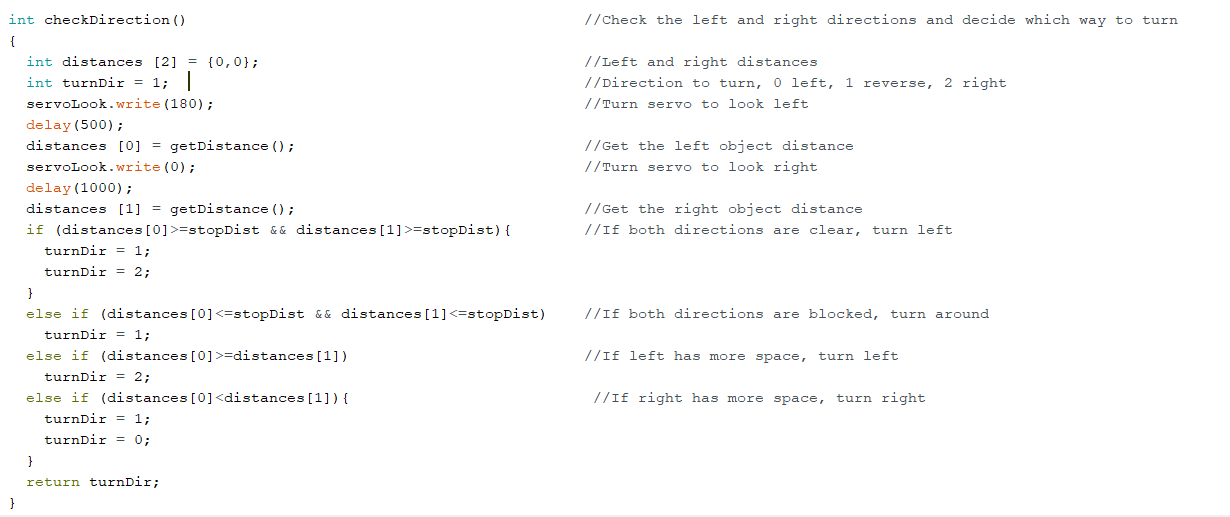 int checkDirection() //Check the left and right directions and decide which way to turn
{
int distances [2] = {0,0}; //Left and right distances
int turnDir = 1; //Direction to turn, 0 left, 1 reverse, 2 right
servoLook.write(180); //Turn servo to look left
delay(500);
distances [0] = getDistance(); //Get the left object distance
servoLook.write(0); //Turn servo to look right
delay(1000);
distances [1] = getDistance(); //Get the right object distance
if (distances[0]>=stopDist && distances[1]>=stopDist){ //If both directions are clear, turn left
turnDir = 1;
turnDir = 2;
}
else if (distances[0]<=stopDist && distances[1]<=stopDist) //If both directions are blocked, turn around
turnDir = 1;
else if (distances[0]>=distances[1]) //If left has more space, turn left
turnDir = 2;
else if (distances[0]<distances[1]){ //If right has more space, turn right
turnDir = 1;
turnDir = 0;
}
return turnDir;
}